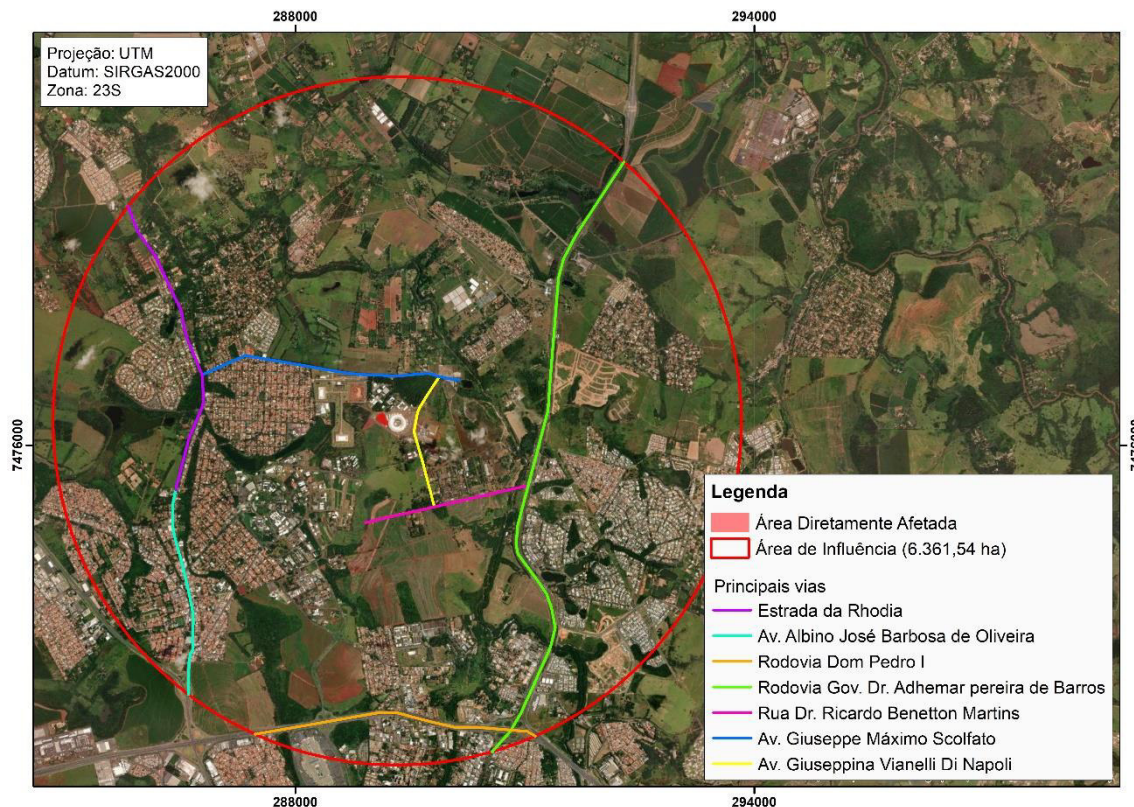 288000
294000
Projeção: UTM
Datum: SIRGAS2000
Zona: 23S
7476000
7476000
Legenda
Área Diretamente Afetada
Área de Influência (6.361,54 ha)
Principais vias
Estrada da Rhodia
Av. Albino José Barbosa de Oliveira
Rodovia Dom Pedro I
Rodovia Gov. Dr. Adhemar pereira de Barros
Rua Dr. Ricardo Benetton Martins
Av. Giuseppe Máximo Scolfato
Av. Giuseppina Vianelli Di Napoli
288000
294000